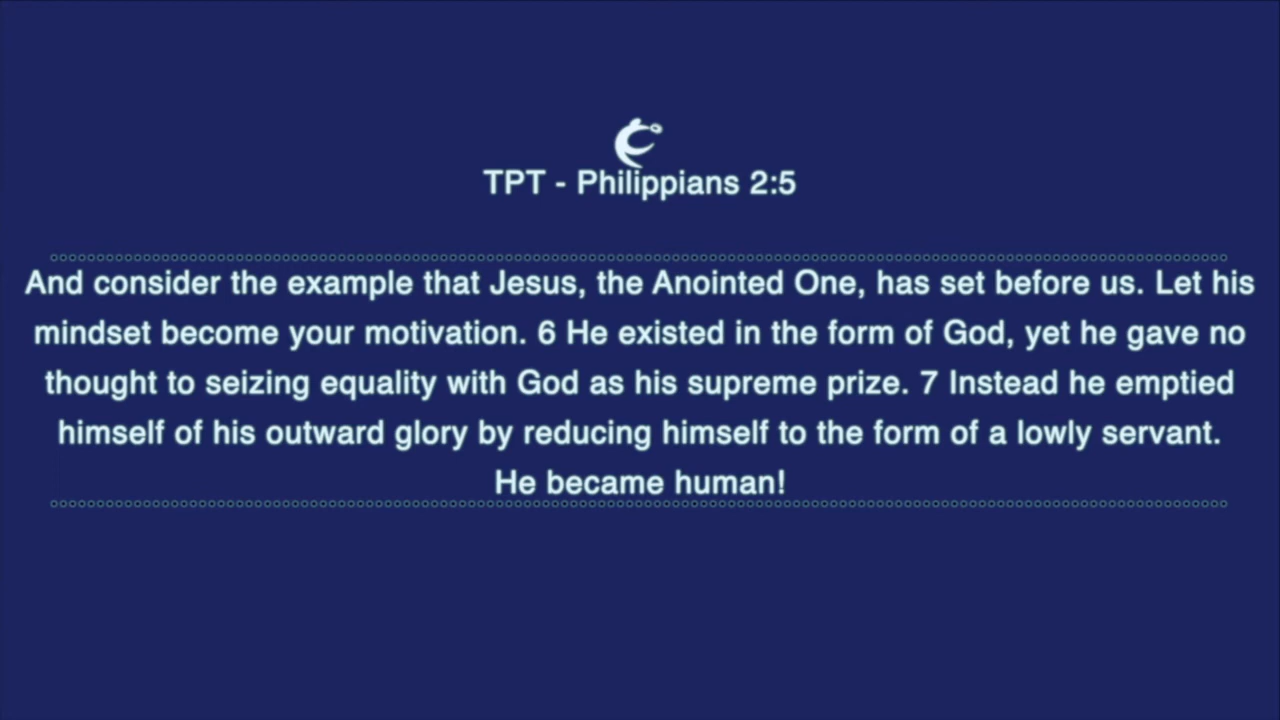 TPT - Philippians 2:5
And consider the example that Jesus, the Anointed One, has set before us. Let his
mindset become your motivation. 6 He existed in the form of God, yet he gave no
thought to seizing equality with God as his supreme prize. 7 Instead he emptied
himself of his outward glory by reducing himself to the form of a lowly servant.
He became human!